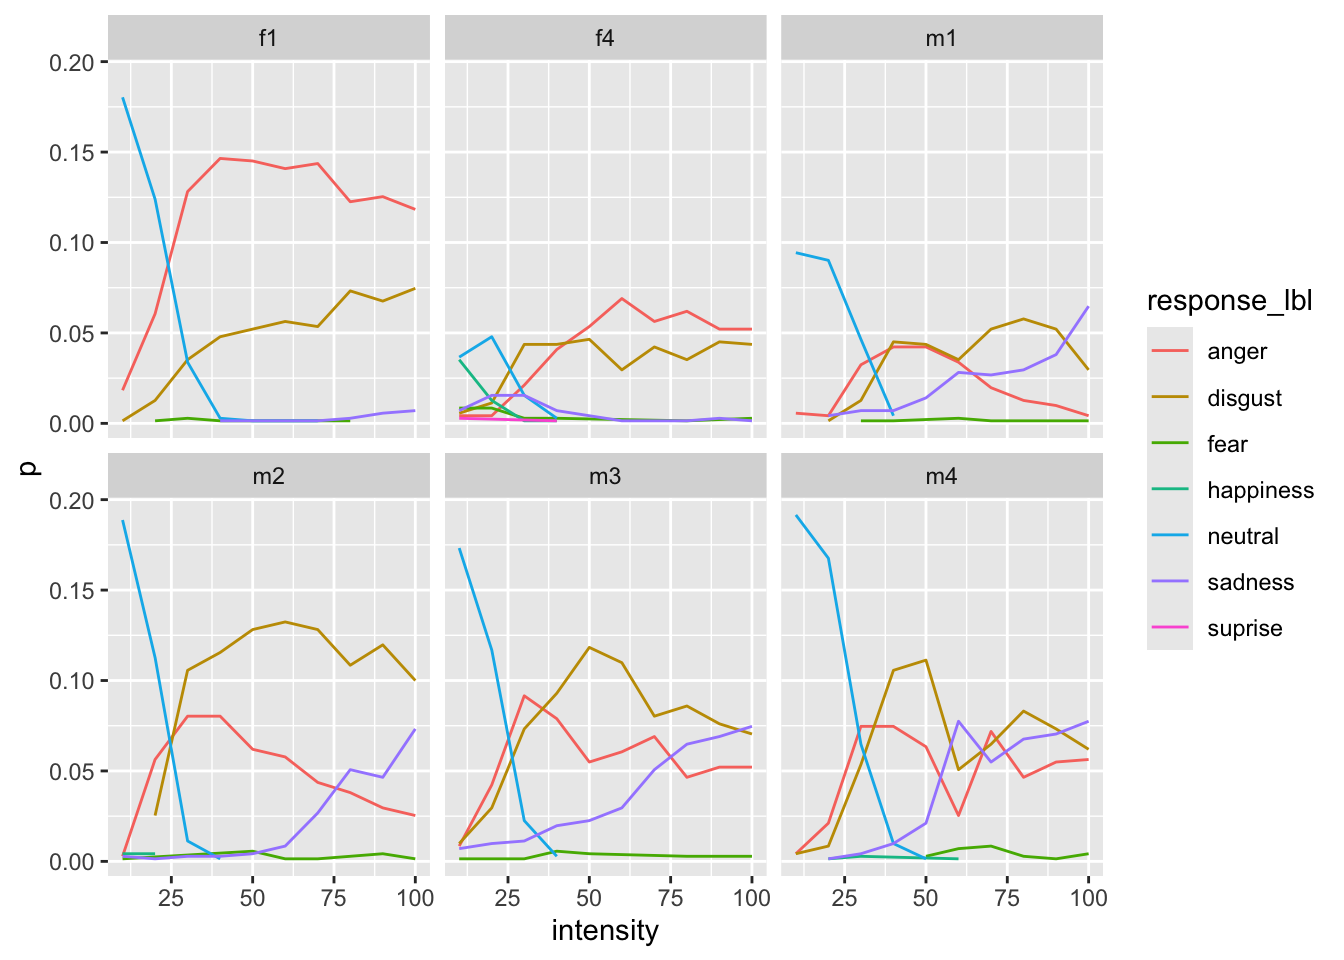 f1
f4
m1
0.20
0.15
0.10
0.05
0.00
m2
m3
m4
0.20
0.15
0.10
0.05
0.00
25
50
75
100
25
50
75
100
25
50
75
100
p
intensity
response_lbl
anger
disgust
fear
happiness
neutral
sadness
suprise